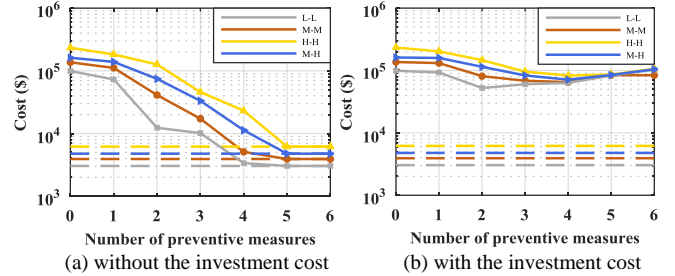 10^6
10^5
10^4
10^3
Cost ($)
L-L
M-M
H-H
M-H
0 1 2 3 4 5 6
Number of preventive measures
(a) without the investment cost
10^6
10^5
10^4
10^3
Cost ($)
L-L
M-M
H-H
M-H
0 1 2 3 4 5 6
Number of preventive measures
(b) with the investment cost